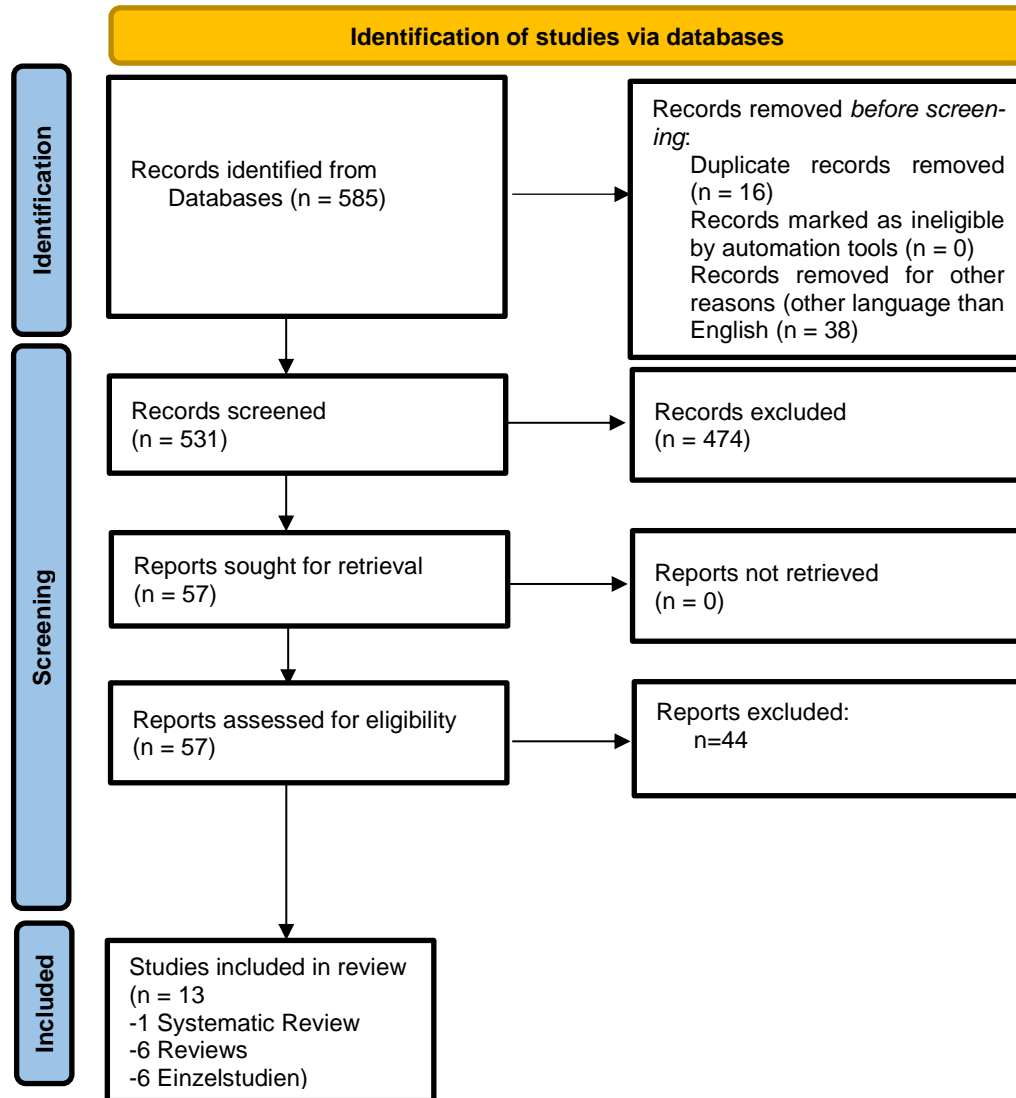 Identification of studies via databases
Identification
Records identified from
Databases (n = 585)
Records removed before screen-
ing:
Duplicate records removed
(n = 16)
Records marked as ineligible
by automation tools (n = 0)
Records removed for other
reasons (other language than
English (n = 38)
Screening
Records screened
(n = 531)
Records excluded
(n = 474)
Reports sought for retrieval
(n = 57)
Reports not retrieved
(n = 0)
Reports assessed for eligibility
(n = 57)
Reports excluded:
n=44
Included
Studies included in review
(n = 13
-1 Systematic Review
-6 Reviews
-6 Einzelstudien)